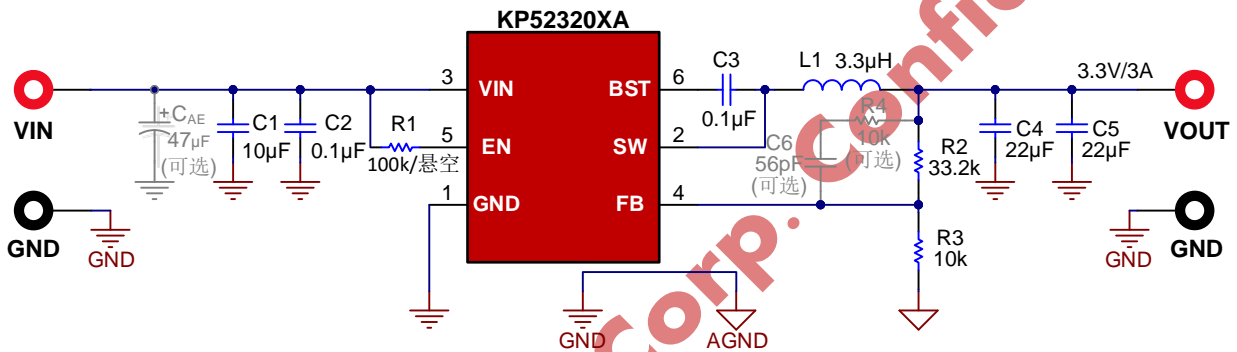 KP52320XA
VIN
GND
GND
+CAE
47µF
(可选)
C1
10µF
C2
0.1µF
R1
100k/悬空
3
5
1
VIN
EN
GND
BST
SW
FB
6
2
4
GND
AGND
C3
0.1µF
L1
3.3µH
C6
56pF
(可选)
R4
10k
(可选)
R2
33.2k
R3
10k
3.3V/3A
C4
22µF
C5
22µF
VOUT
GND
GND
Corp. Confi